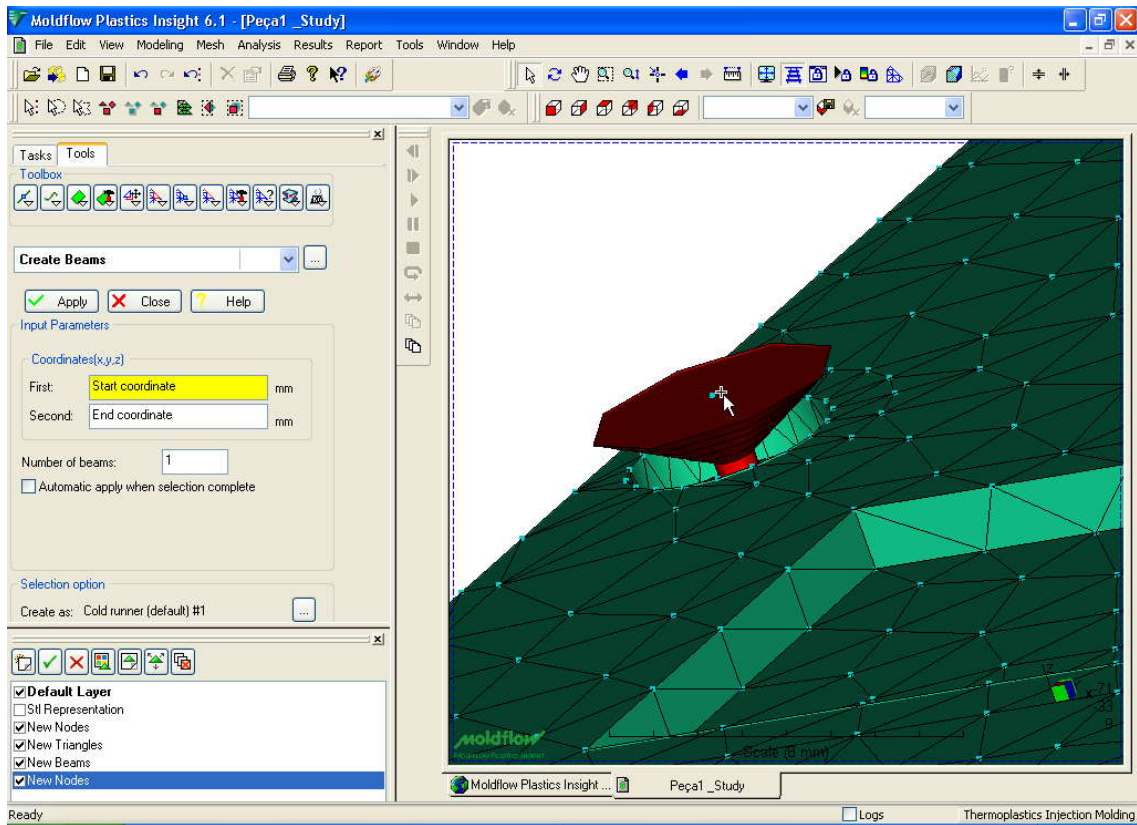 Moldflow Plastics Insight 6.1 - [Peça1 _Study]
File Edit View Modeling Mesh Analysis Results Report Tools Window Help
Tasks Tools
Toolbox
Create Beams
...
Apply Close ? Help
Input Parameters
Coordinates(x,y,z)
First: Start coordinate mm
Second: End coordinate mm
Number of beams: 1
Automatic apply when selection complete
Selection option
Create as: Cold runner (default) #1 ...
Default Layer
Stl Representation
New Nodes
New Triangles
New Beams
New Nodes
Z
x:71
33
9
moldflow
Scale (8 mm)
Moldflow Plastics Insight ... Peça1 _Study
Ready Logs Thermoplastics Injection Molding